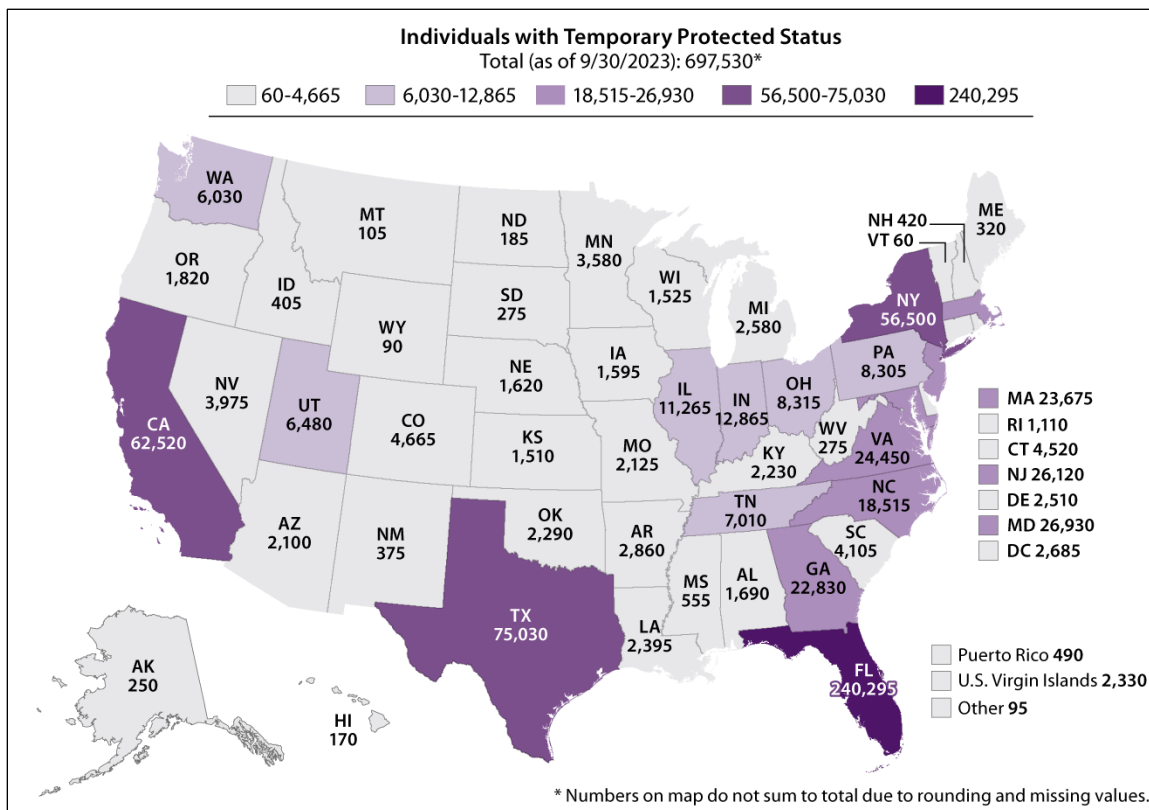 Individuals with Temporary Protected Status
Total (as of 9/30/2023): 697,530*
60-4,665
6,030-12,865
18,515-26,930
56,500-75,030
240,295
WA
6,030
MT
105
ND
185
MN
3,580
NH 420
VT 60
ME
320
OR
1,820
ID
405
SD
275
WI
1,525
MI
2,580
NY
56,500
WY
90
IA
1,595
PA
8,305
NE
1,620
NV
3,975
UT
6,480
IL
11,265
IN
12,865
OH
8,315
CA
62,520
CO
4,665
KS
1,510
MO
2,125
WV
275
VA
24,450
KY
2,230
MA 23,675
RI 1,110
CT 4,520
NJ 26,120
DE 2,510
MD 26,930
DC 2,685
NC
18,515
TN
7,010
AZ
2,100
NM
375
OK
2,290
AR
2,860
SC
4,105
MS
555
AL
1,690
GA
22,830
TX
75,030
LA
2,395
FL
240,295
AK
250
HI
170
Puerto Rico 490
U.S. Virgin Islands 2,330
Other 95
* Numbers on map do not sum to total due to rounding and missing values.